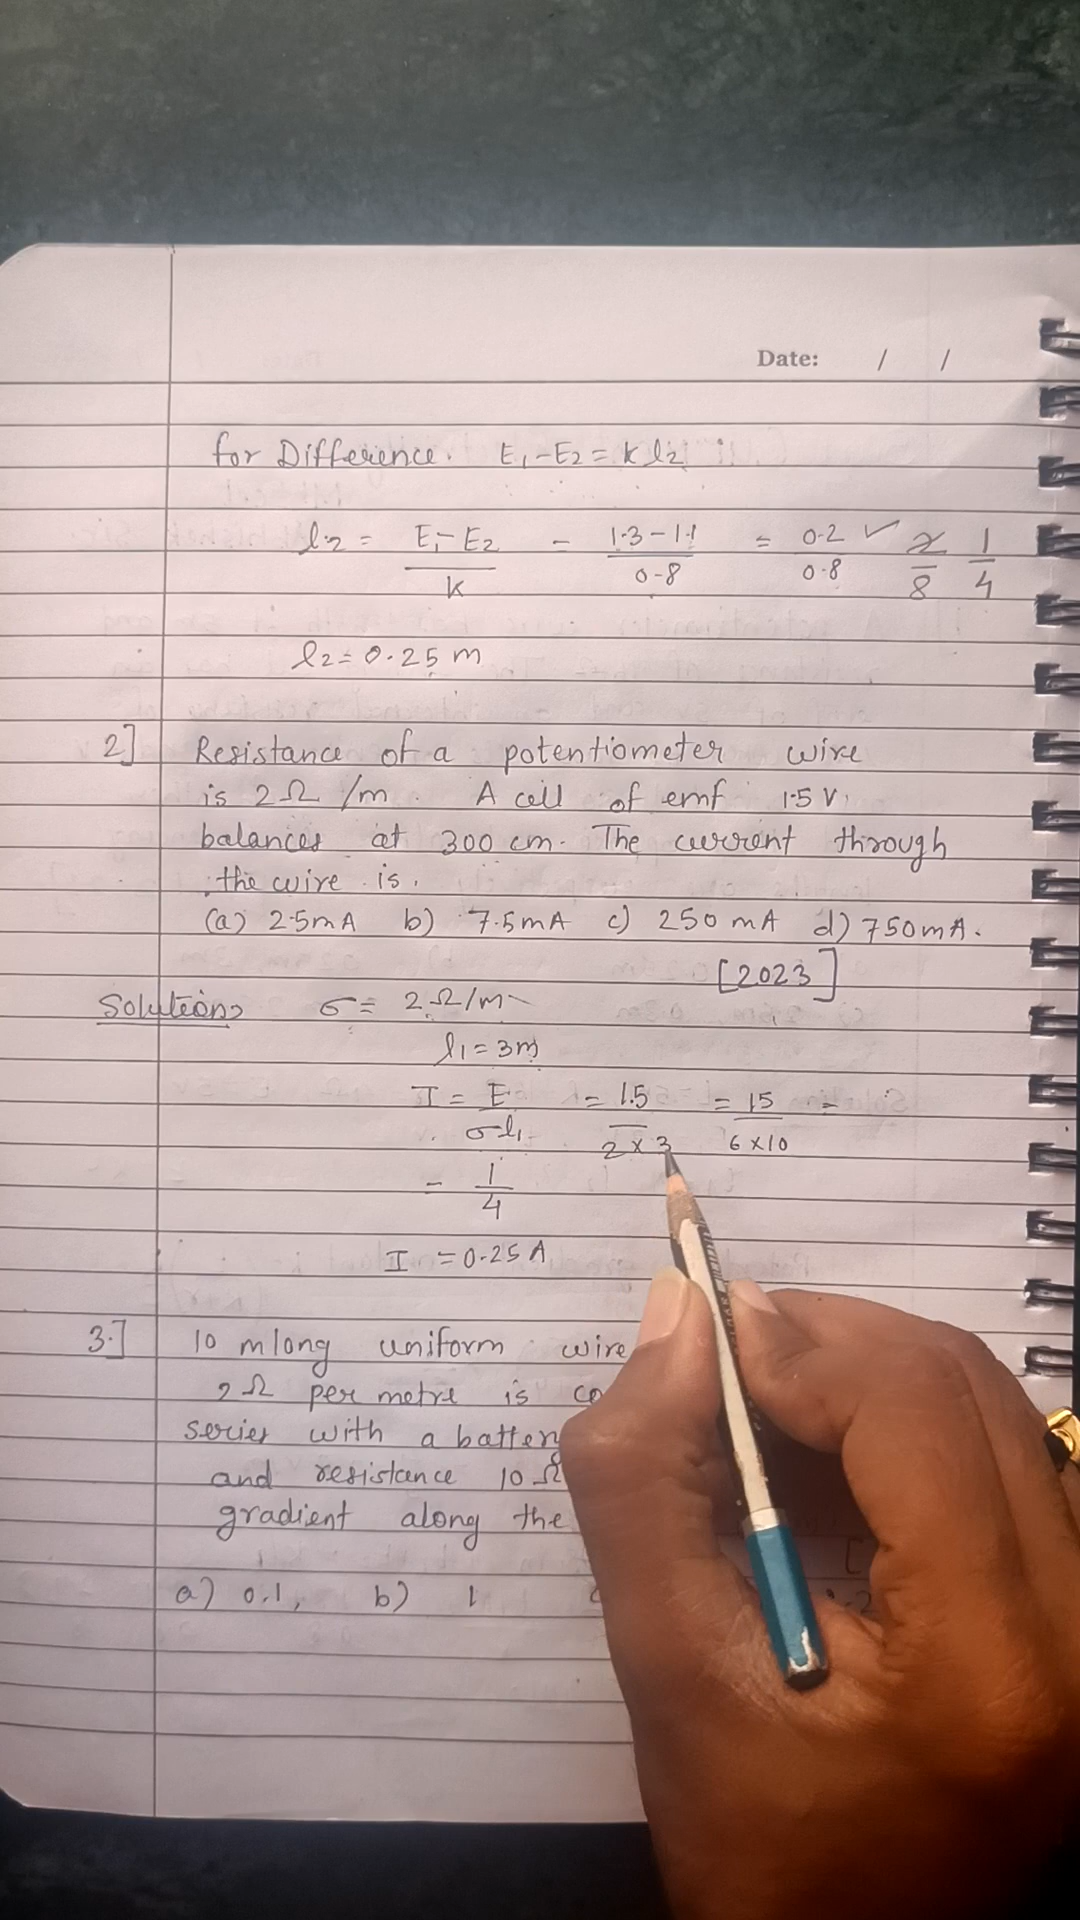 Date: / /
for Difference. E₁-E₂ = k l₂
l₂ = E₁-E₂ / k = 1.3-1.1 / 0.8 = 0.2 / 0.8 ✓ 2/8 1/4
l₂ = 0.25 m
2] Resistance of a potentiometer wire
is 2Ω /m. A cell of emf 1.5 V
balances at 300 cm. The current through
the wire is.
(a) 2.5mA b) 7.5mA c) 250 mA d) 750mA.
[2023]
Solution σ = 2Ω/m
l₁ = 3m
I = E / σl₁ = 1.5 / 2 x 3 = 15 / 6 x 10 =
= 1/4
I = 0.25 A
3.] 10 m long uniform wire
2Ω per metre is
series with a battery
and resistance 10 Ω
gradient along the
[
a) 0.1, b) 1